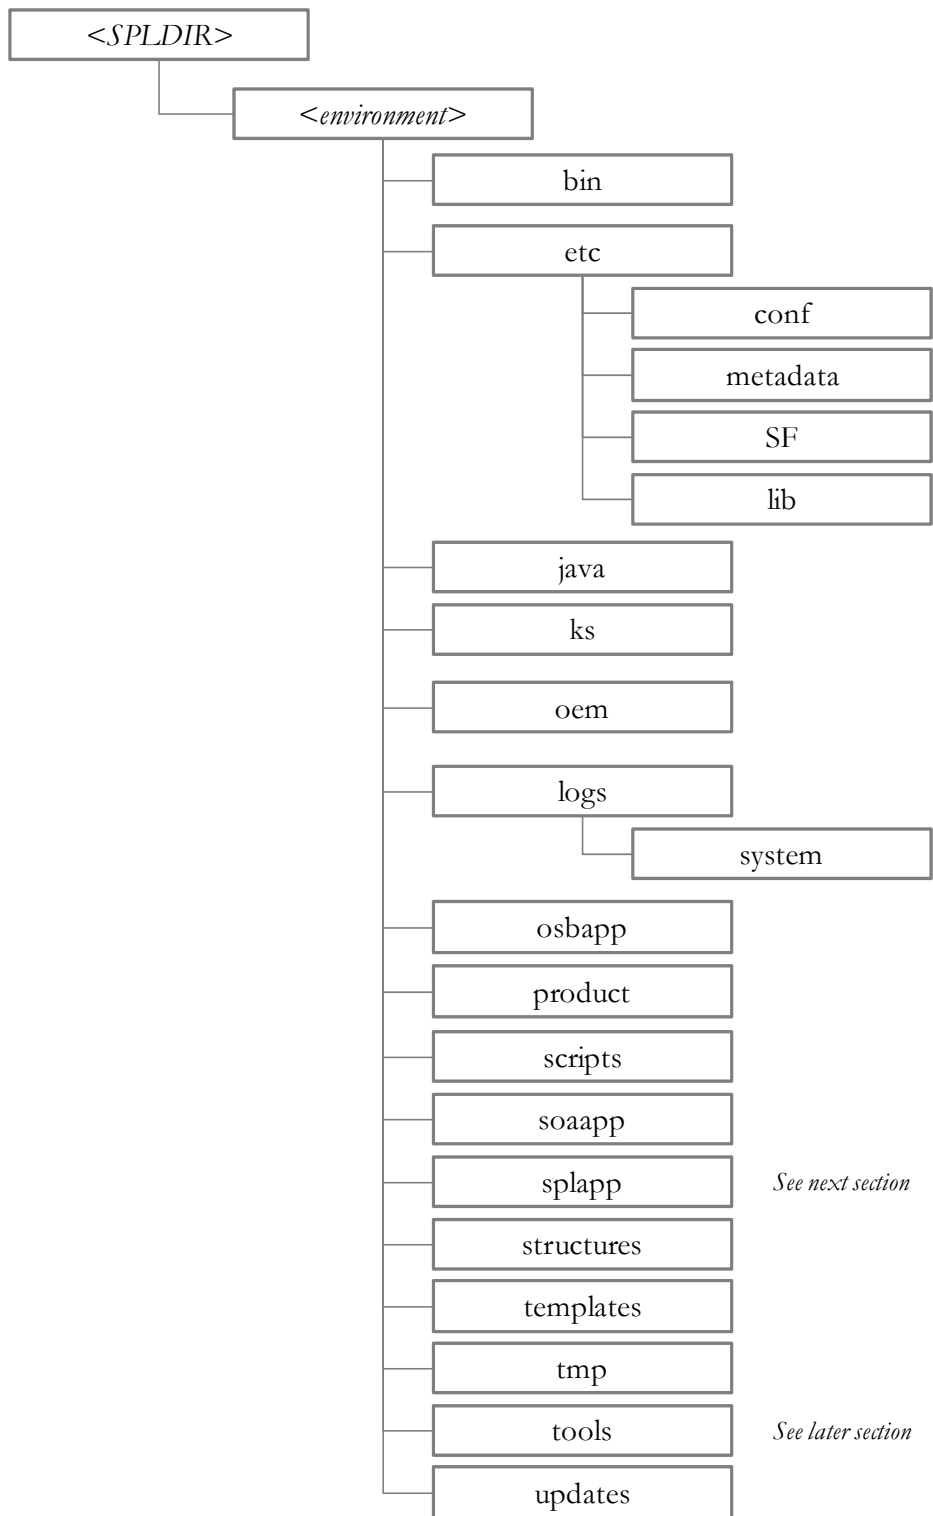 <SPLDIR>
<environment>
bin
etc
conf
metadata
SF
lib
java
ks
oem
logs
system
osbapp
product
scripts
soaapp
splapp See next section
structures
templates
tmp
tools See later section
updates